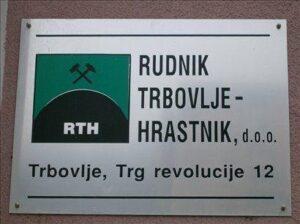 RTH
RUDNIK
TRBOVLJE-
HRASTNIK, d.o.o.
Trbovlje, Trg revolucije 12